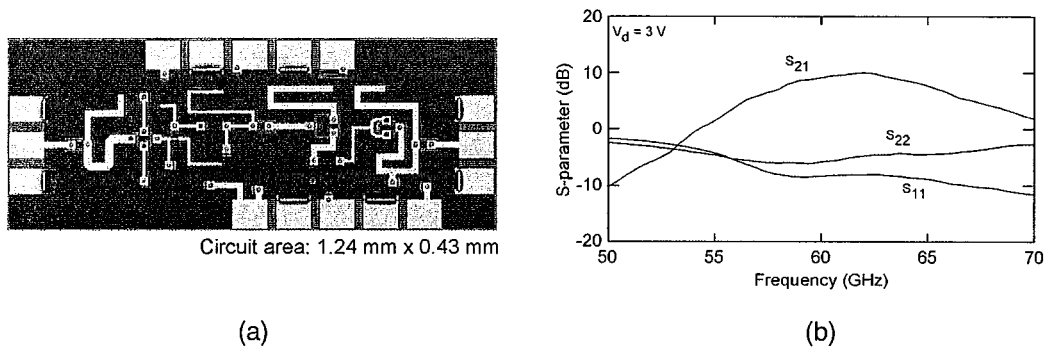 Circuit area: 1.24 mm x 0.43 mm
(a)
S-parameter (dB)
20
10
0
-10
-20
V_d = 3 V
S_21
S_22
S_11
50 55 60 65 70
Frequency (GHz)
(b)